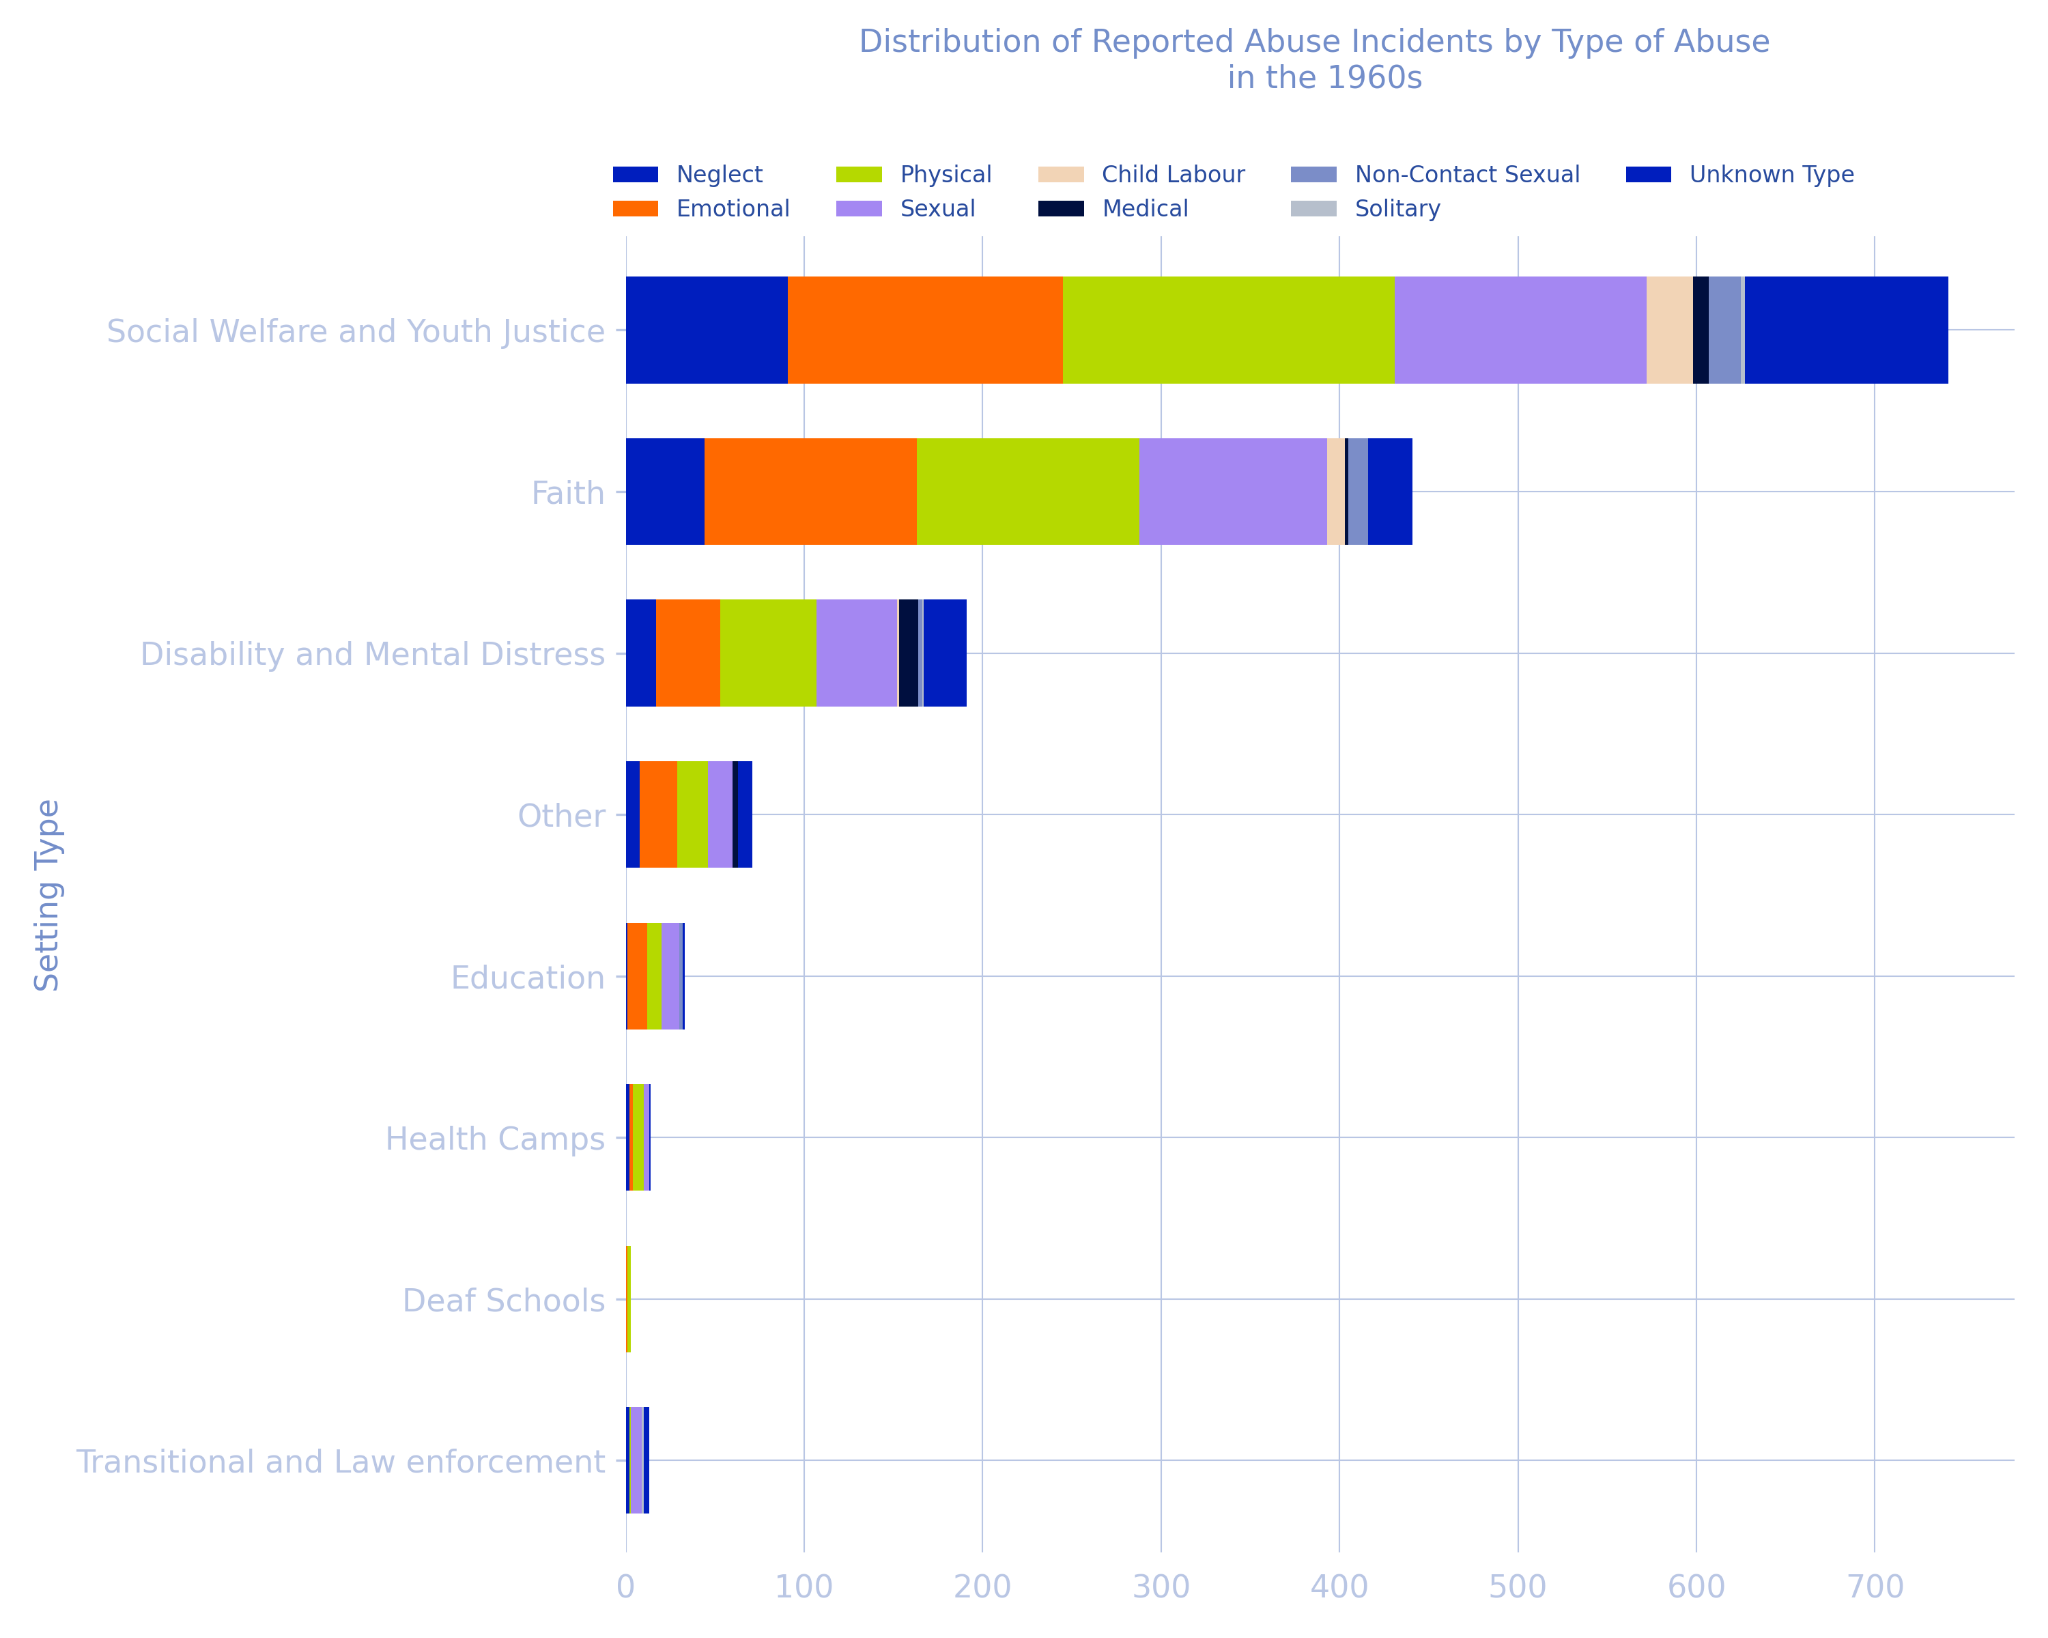 Distribution of Reported Abuse Incidents by Type of Abuse
in the 1960s
Neglect
Emotional
Physical
Sexual
Child Labour
Medical
Non-Contact Sexual
Solitary
Unknown Type
Setting Type
Social Welfare and Youth Justice
Faith
Disability and Mental Distress
Other
Education
Health Camps
Deaf Schools
Transitional and Law enforcement
0 100 200 300 400 500 600 700